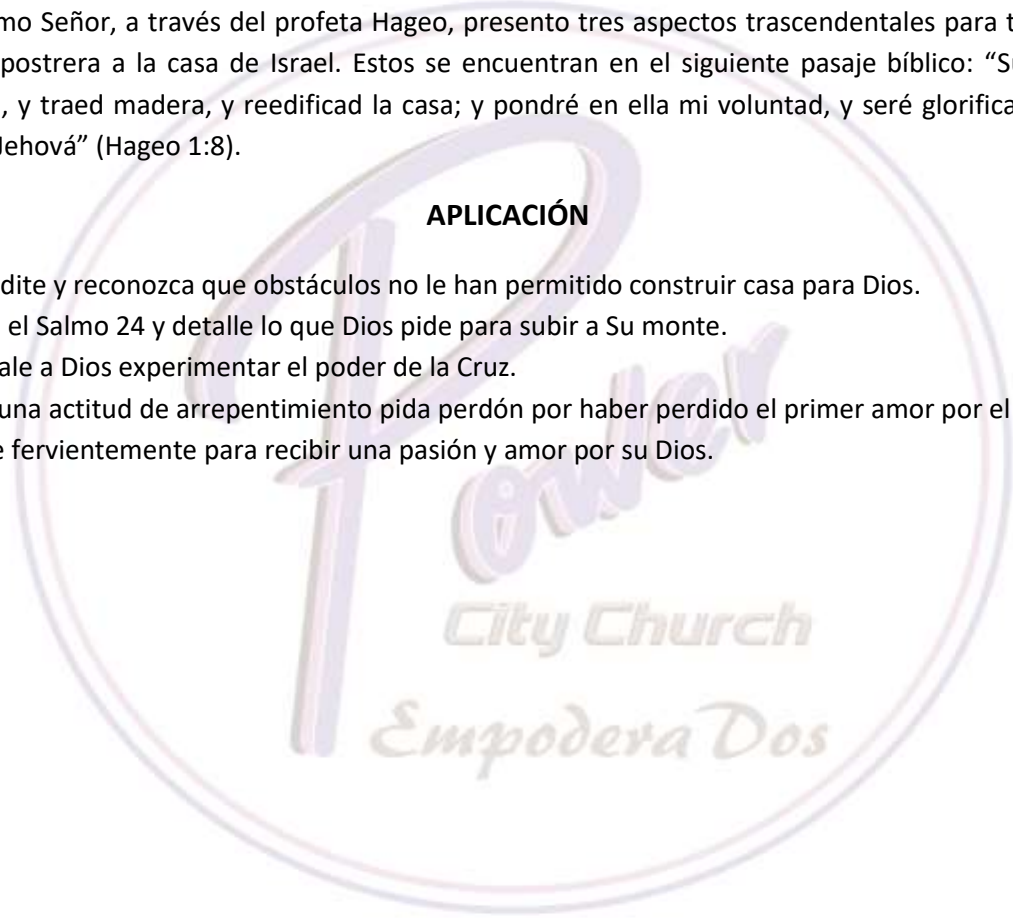 mo Señor, a través del profeta Hageo, presento tres aspectos trascendentales para t
postrera a la casa de Israel. Estos se encuentran en el siguiente pasaje bíblico: “Su
, y traed madera, y reedificad la casa; y pondré en ella mi voluntad, y seré glorifica
Jehová” (Hageo 1:8).
APLICACIÓN
dite y reconozca que obstáculos no le han permitido construir casa para Dios.
el Salmo 24 y detalle lo que Dios pide para subir a Su monte.
ale a Dios experimentar el poder de la Cruz.
una actitud de arrepentimiento pida perdón por haber perdido el primer amor por el
e fervientemente para recibir una pasión y amor por su Dios.
Power
City Church
Empodera Dos